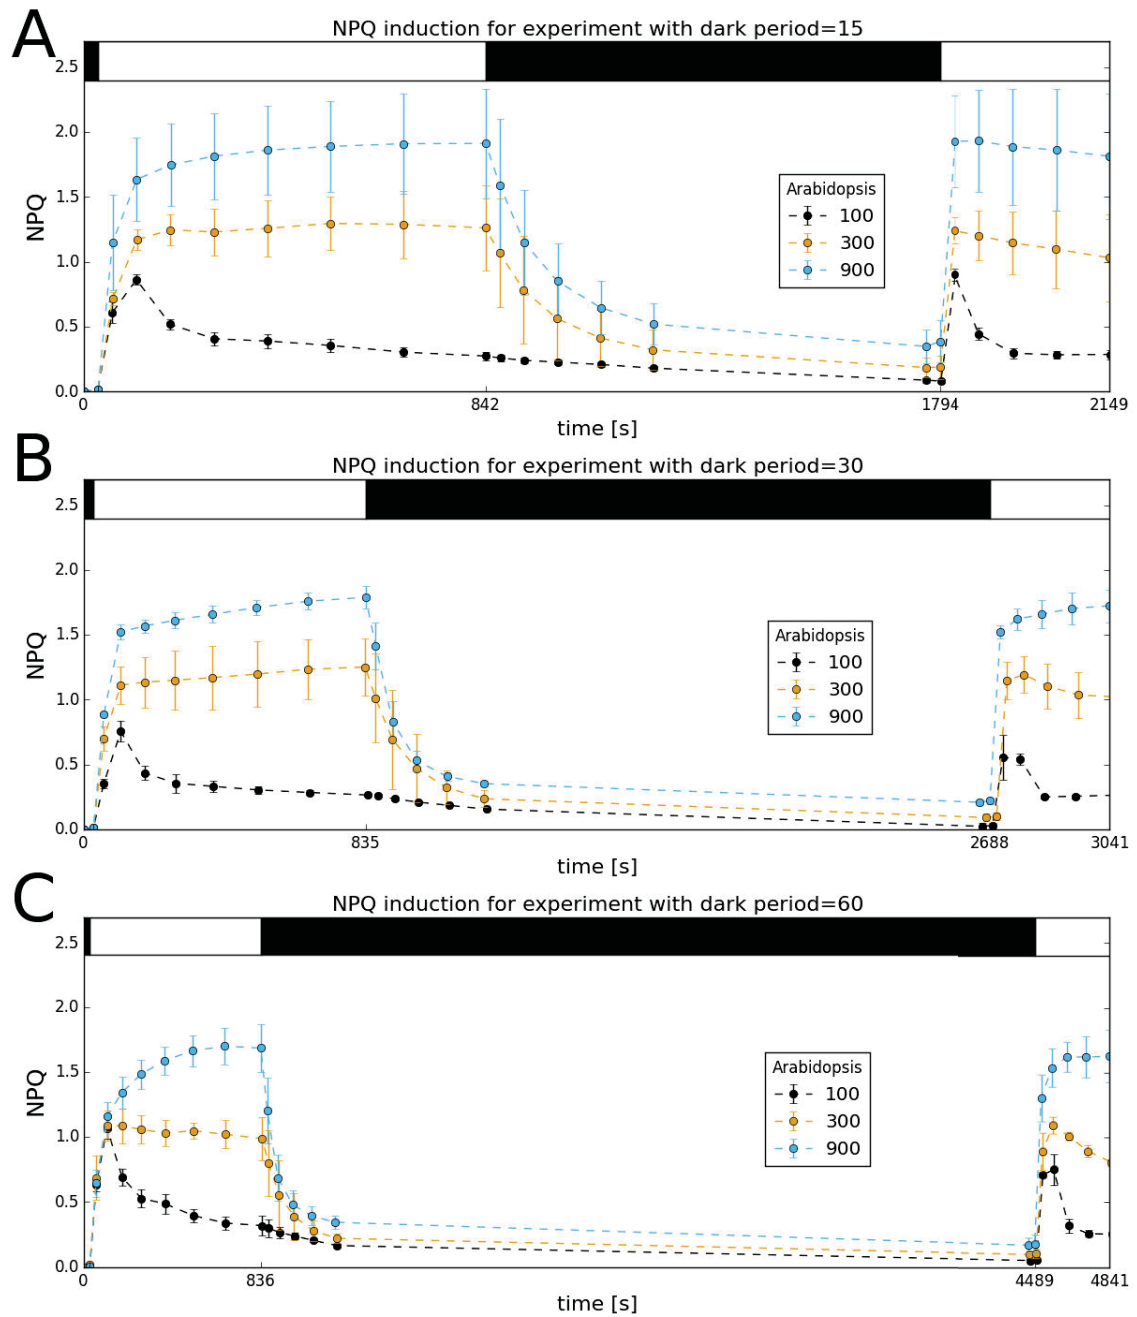 A
NPQ induction for experiment with dark period=15
2.5
2.0
1.5
1.0
0.5
0.0
NPQ
Arabidopsis
100
300
900
0 842 1794 2149
time [s]
B
NPQ induction for experiment with dark period=30
2.5
2.0
1.5
1.0
0.5
0.0
NPQ
Arabidopsis
100
300
900
0 835 2688 3041
time [s]
C
NPQ induction for experiment with dark period=60
2.5
2.0
1.5
1.0
0.5
0.0
NPQ
Arabidopsis
100
300
900
0 836 4489 4841
time [s]